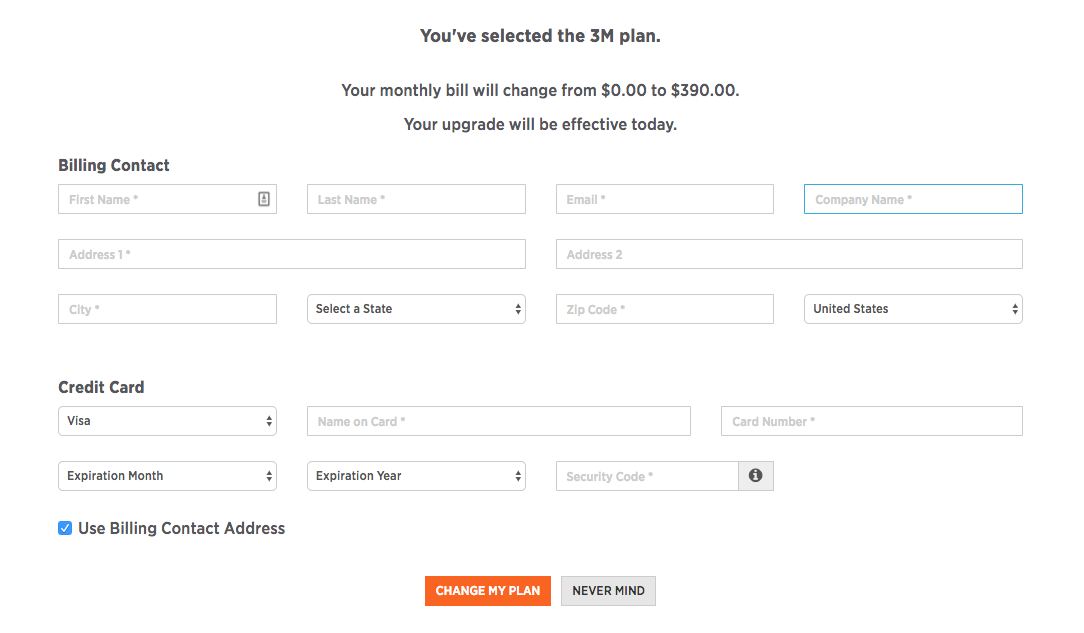 You've selected the 3M plan.
Your monthly bill will change from $0.00 to $390.00.
Your upgrade will be effective today.
Billing Contact
First Name * Last Name * Email * Company Name *
Address 1 * Address 2
City * Select a State Zip Code * United States
Credit Card
Visa Name on Card * Card Number *
Expiration Month Expiration Year Security Code *
Use Billing Contact Address
CHANGE MY PLAN NEVER MIND